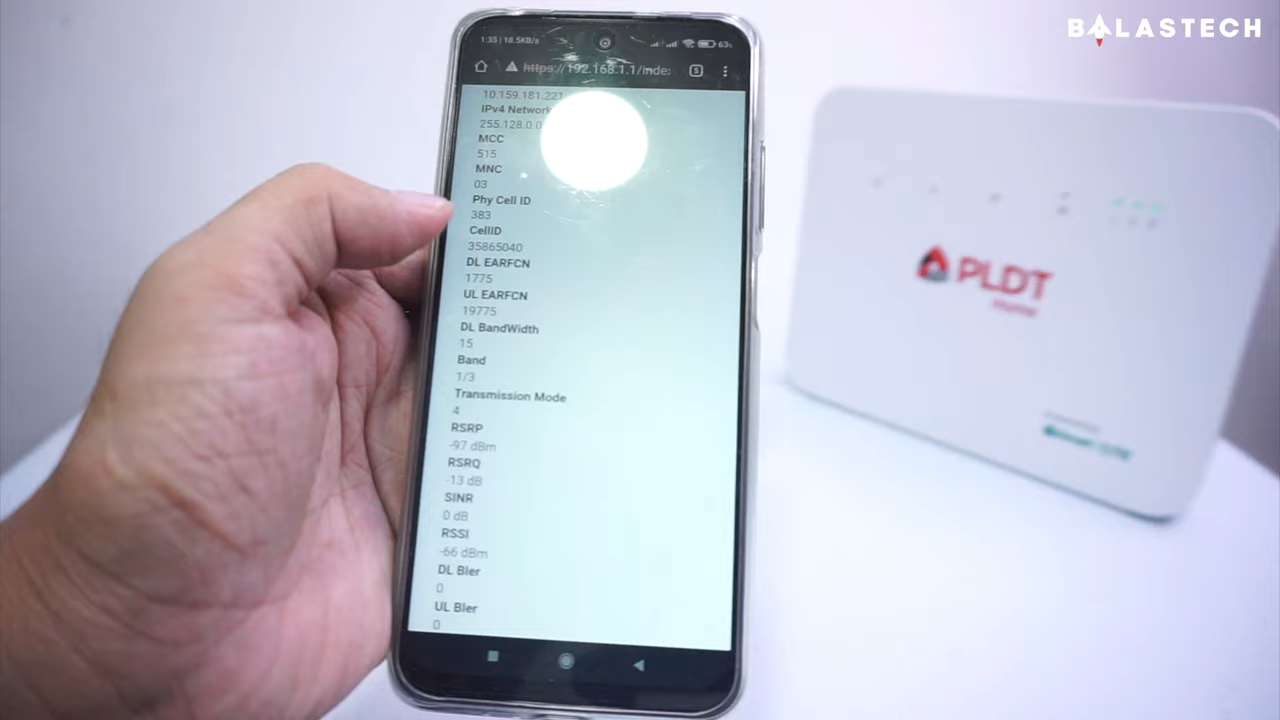 BALASTECH
1:35 | 18.5KB/s
63%
https://192.168.1.1/inde:
5
10.159.181.221
IPv4 Network
255.128.0.0
MCC
515
MNC
03
Phy Cell ID
383
CellID
35865040
DL EARFCN
1775
UL EARFCN
19775
DL BandWidth
15
Band
1/3
Transmission Mode
4
RSRP
-97 dBm
RSRQ
-13 dB
SINR
0 dB
RSSI
-66 dBm
DL Bler
0
UL Bler
0
PLDT
Home